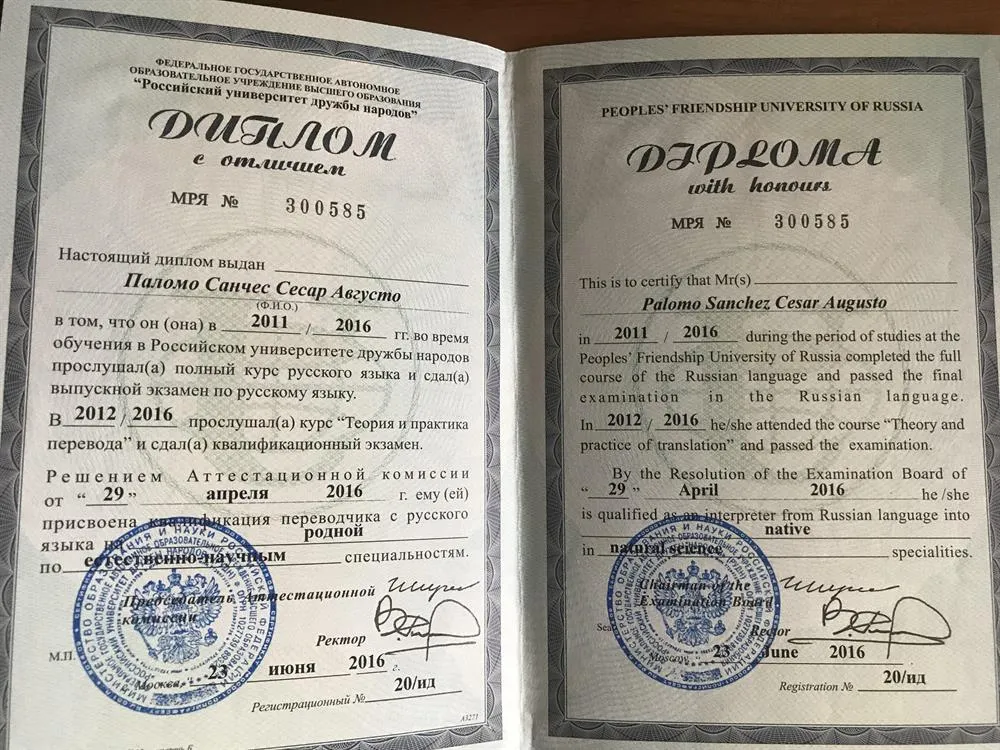 ФЕДЕРАЛЬНОЕ ГОСУДАРСТВЕННОЕ АВТОНОМНОЕ
ОБРАЗОВАТЕЛЬНОЕ УЧРЕЖДЕНИЕ ВЫСШЕГО ОБРАЗОВАНИЯ
“Российский университет дружбы народов”
ДИПЛОМ
с отличием
МРЯ № 300585
Настоящий диплом выдан
Паломо Санчес Сесар Августо
(Ф.И.О.)
в том, что он (она) в 2011 / 2016 гг. во время
обучения в Российском университете дружбы народов
прослушал(а) полный курс русского языка и сдал(а)
выпускной экзамен по русскому языку.
В 2012 / 2016 прослушал(а) курс “Теория и практика
перевода” и сдал(а) квалификационный экзамен.
Решением Аттестационной комиссии
от “ 29 ” апреля 2016 г. ему (ей)
присвоена квалификация переводчика с русского
языка на родной
по естественно-научным специальностям.
Председатель Аттестационной
комиссии
Ректор
М.П.
Москва, 23 июня 2016 г.
Регистрационный № 20/ид
А3271
PEOPLES’ FRIENDSHIP UNIVERSITY OF RUSSIA
DIPLOMA
with honours
МРЯ № 300585
This is to certify that Mr(s)
Palomo Sanchez Cesar Augusto
in 2011 / 2016 during the period of studies at the
Peoples’ Friendship University of Russia completed the full
course of the Russian language and passed the final
examination in the Russian language.
In 2012 / 2016 he/she attended the course “Theory and
practice of translation” and passed the examination.
By the Resolution of the Examination Board of
“ 29 ” April 2016 he /she
is qualified as an interpreter from Russian language into
native
in natural science specialities.
Chairman of the
Examination Board
Seal
Rector
Moscow, 23 June 2016
Registration № 20/ид